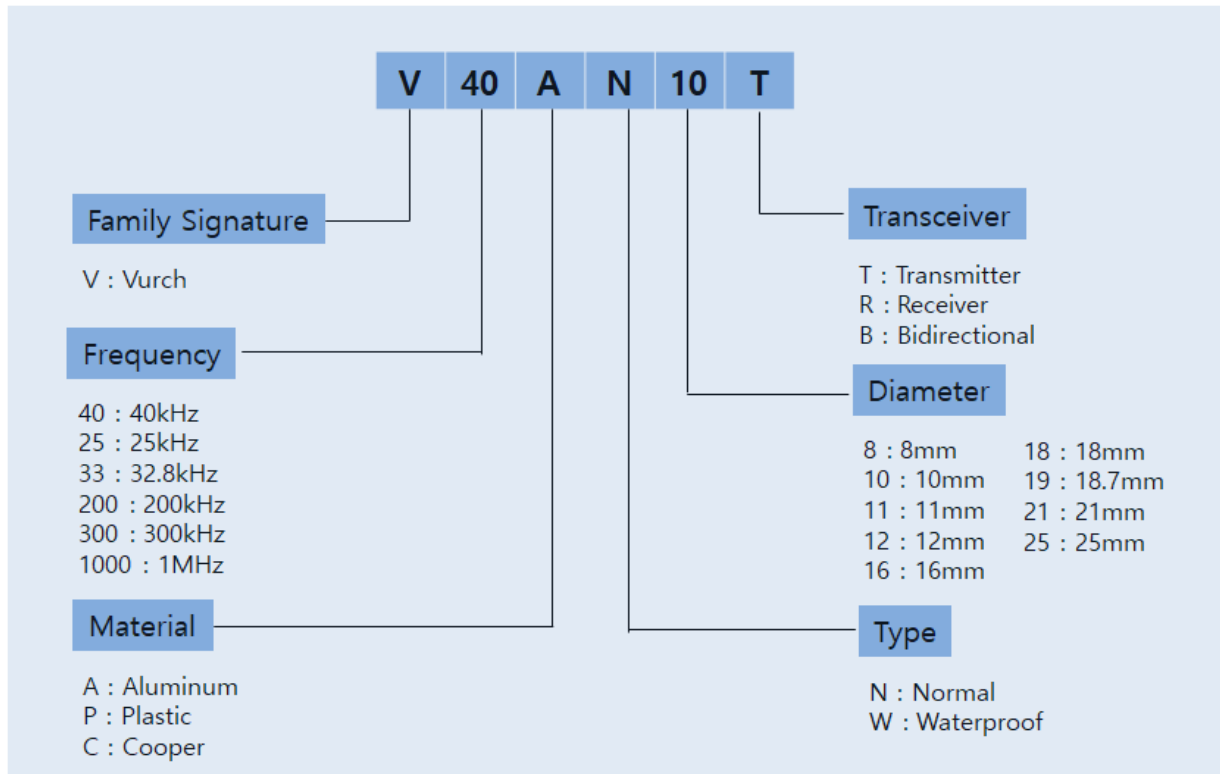 V 40 A N 10 T
Family Signature
V : Vurch
Frequency
40 : 40kHz
25 : 25kHz
33 : 32.8kHz
200 : 200kHz
300 : 300kHz
1000 : 1MHz
Material
A : Aluminum
P : Plastic
C : Cooper
Transceiver
T : Transmitter
R : Receiver
B : Bidirectional
Diameter
8 : 8mm
10 : 10mm
11 : 11mm
12 : 12mm
16 : 16mm
18 : 18mm
19 : 18.7mm
21 : 21mm
25 : 25mm
Type
N : Normal
W : Waterproof